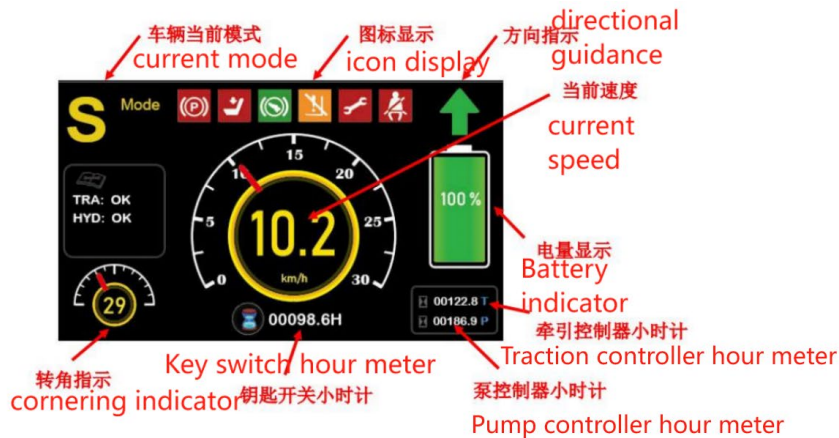 车辆当前模式
current mode
图标显示
icon display
directional
方向指示
guidance
当前速度
current
speed
S Mode
P
TRA: OK
HYD: OK
0
5
10
15
20
25
30
10.2
km/h
100 %
29
00098.6H
00122.8 T
00186.9 P
电量显示
Battery
indicator
牵引控制器小时计
Traction controller hour meter
转角指示
cornering indicator
Key switch hour meter
钥匙开关小时计
泵控制器小时计
Pump controller hour meter